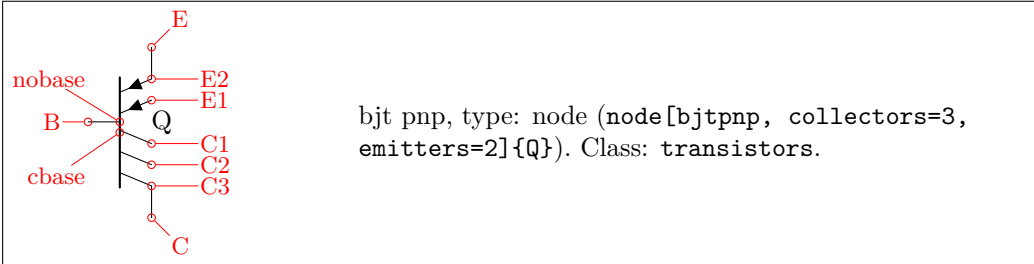 E
nobase
E2
E1
B
Q
C1
cbase
C2
C3
C
bjt pnp, type: node (node[bjtpnp, collectors=3,
emitters=2]{Q}). Class: transistors.